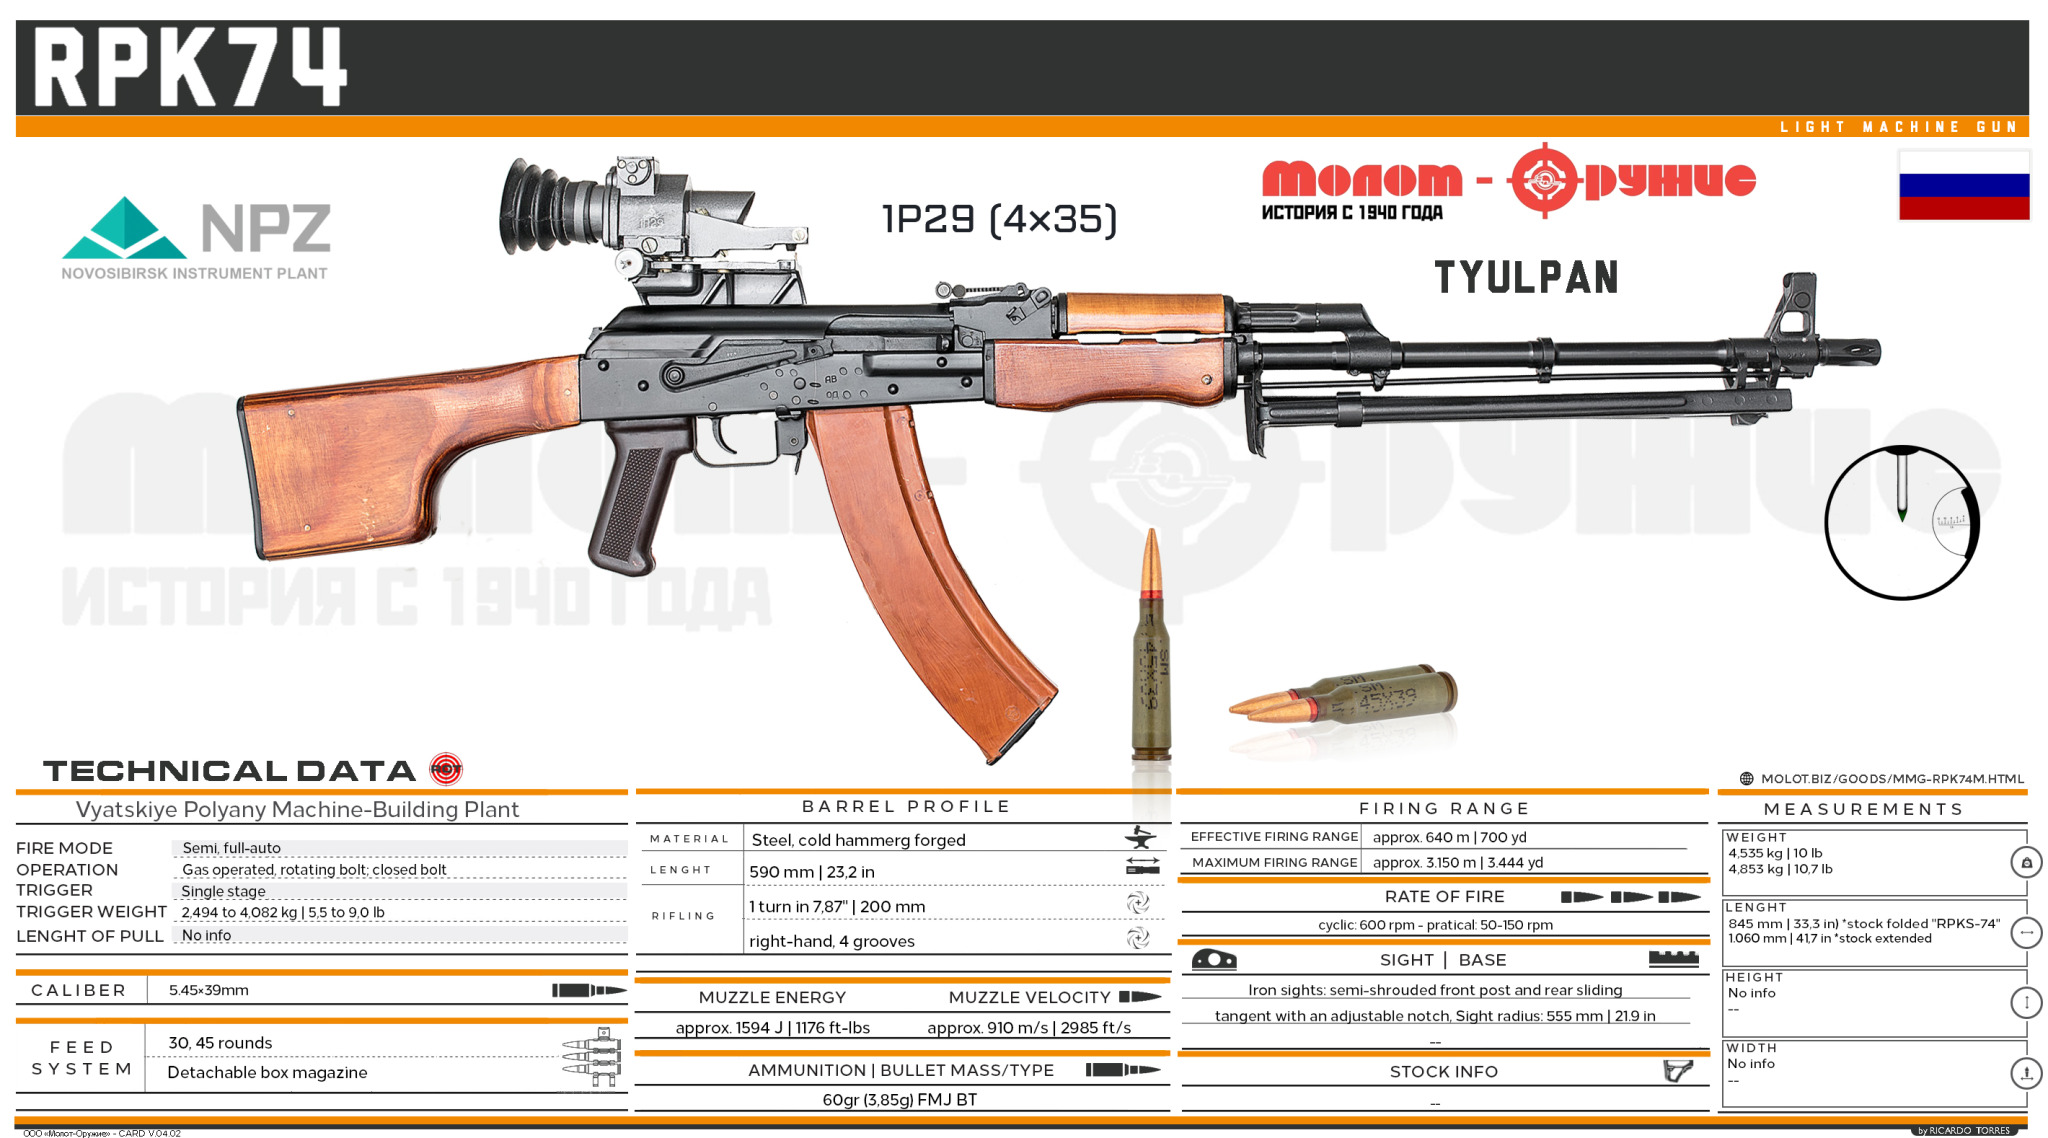 RPK74
LIGHT MACHINE GUN
NPZ
NOVOSIBIRSK INSTRUMENT PLANT
1P29 (4×35)
Молот-Оружие
ИСТОРИЯ С 1940 ГОДА
TYULPAN
1П29
АВ
ОД
Молот-Оружие
ИСТОРИЯ С 1940 ГОДА
45X39
TECHNICAL DATA
MOLOT.BIZ/GOODS/MMG-RPK74M.HTML
Vyatskiye Polyany Machine-Building Plant
FIRE MODE Semi, full-auto
OPERATION Gas operated, rotating bolt; closed bolt
TRIGGER Single stage
TRIGGER WEIGHT 2,494 to 4,082 kg | 5,5 to 9,0 lb
LENGHT OF PULL No info
CALIBER 5.45×39mm
FEED SYSTEM
30, 45 rounds
Detachable box magazine
BARREL PROFILE
MATERIAL Steel, cold hammerg forged
LENGHT 590 mm | 23,2 in
RIFLING
1 turn in 7,87" | 200 mm
right-hand, 4 grooves
MUZZLE ENERGY MUZZLE VELOCITY
approx. 1594 J | 1176 ft-lbs approx. 910 m/s | 2985 ft/s
AMMUNITION | BULLET MASS/TYPE
60gr (3,85g) FMJ BT
FIRING RANGE
EFFECTIVE FIRING RANGE approx. 640 m | 700 yd
MAXIMUM FIRING RANGE approx. 3.150 m | 3.444 yd
RATE OF FIRE
cyclic: 600 rpm - pratical: 50-150 rpm
SIGHT | BASE
Iron sights: semi-shrouded front post and rear sliding
tangent with an adjustable notch, Sight radius: 555 mm | 21.9 in
--
STOCK INFO
--
MEASUREMENTS
WEIGHT
4,535 kg | 10 lb
4,853 kg | 10,7 lb
LENGHT
845 mm | 33,3 in) *stock folded "RPKS-74"
1.060 mm | 41,7 in *stock extended
HEIGHT
No info
--
WIDTH
No info
--
ООО «Молот-Оружие» - CARD V.04.02
by RICARDO TORRES